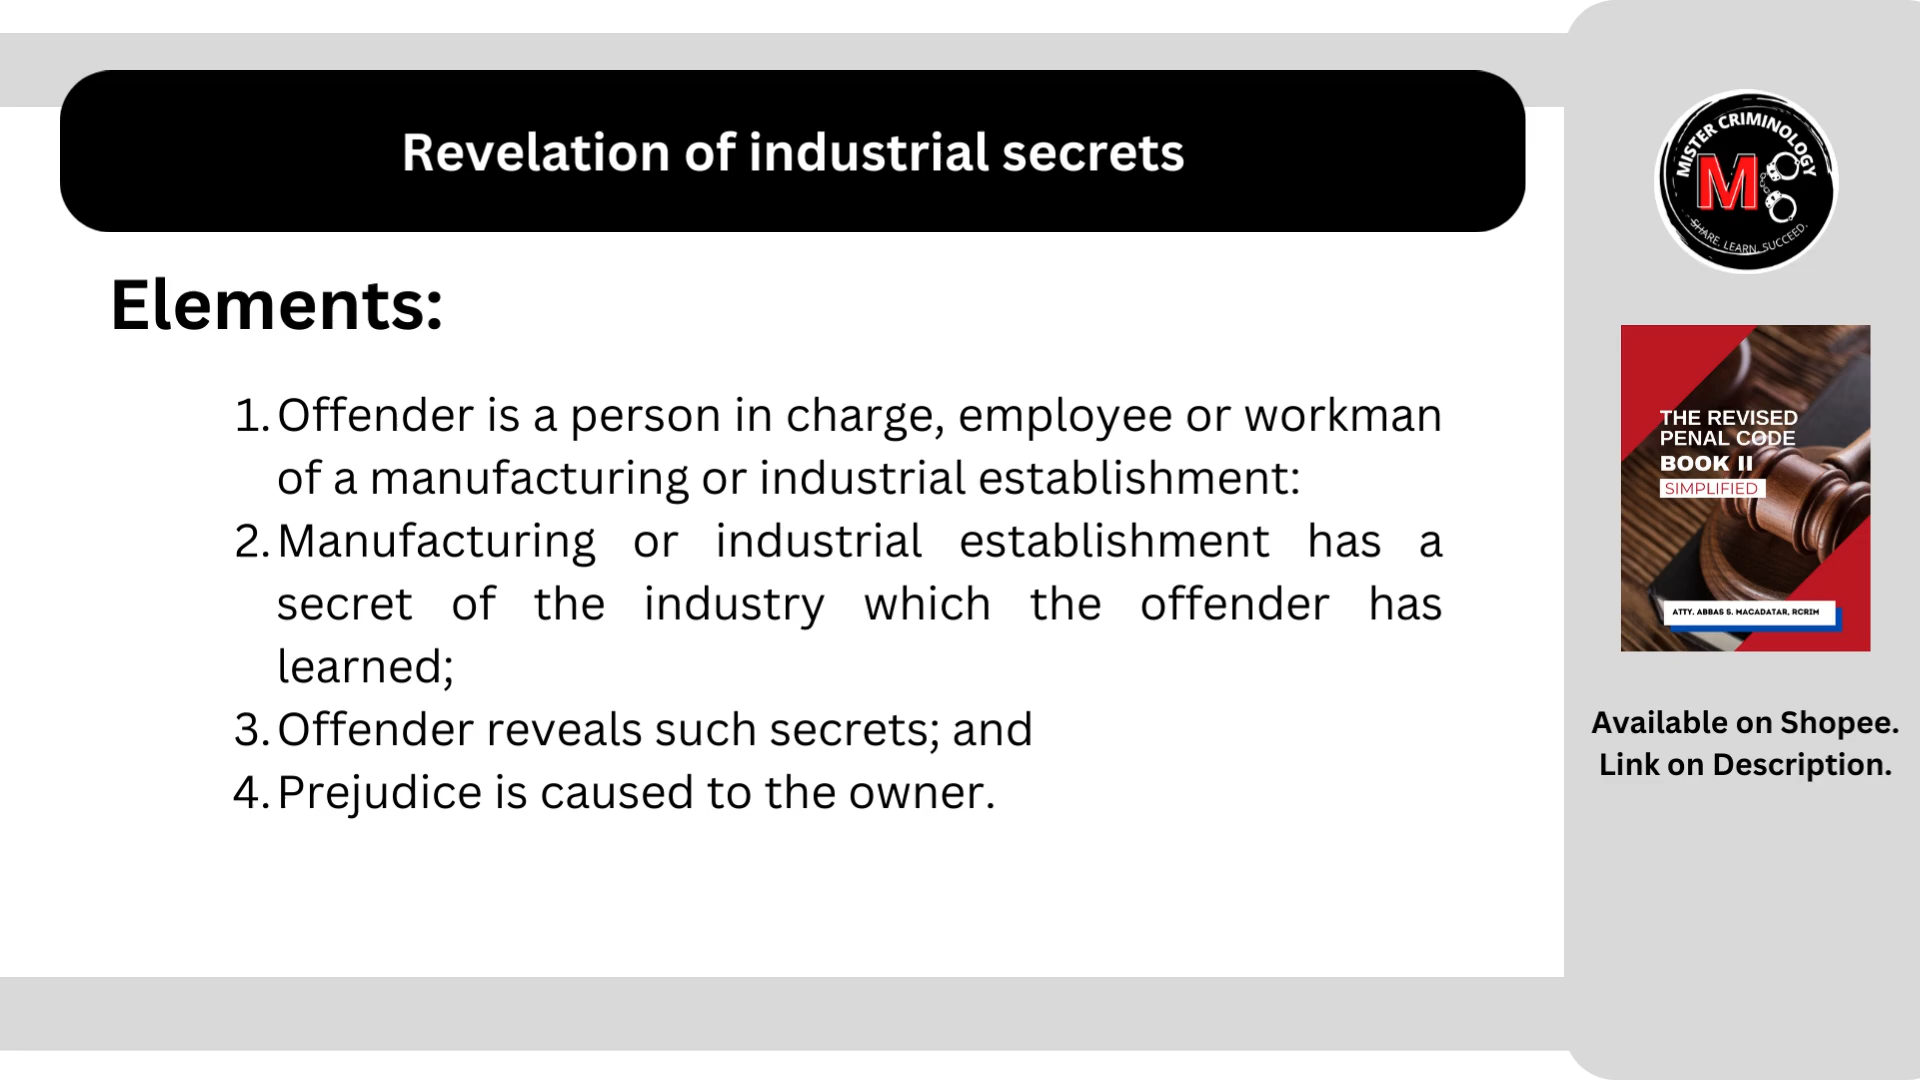 Revelation of industrial secrets
Elements:
1. Offender is a person in charge, employee or workman
of a manufacturing or industrial establishment:
2. Manufacturing or industrial establishment has a
secret of the industry which the offender has
learned;
3. Offender reveals such secrets; and
4. Prejudice is caused to the owner.
MISTER CRIMINOLOGY
M
SHARE. LEARN. SUCCEED.
THE REVISED
PENAL CODE
BOOK II
SIMPLIFIED
ATTY. ABBAS S. MACADATAR, RCRIM
Available on Shopee.
Link on Description.